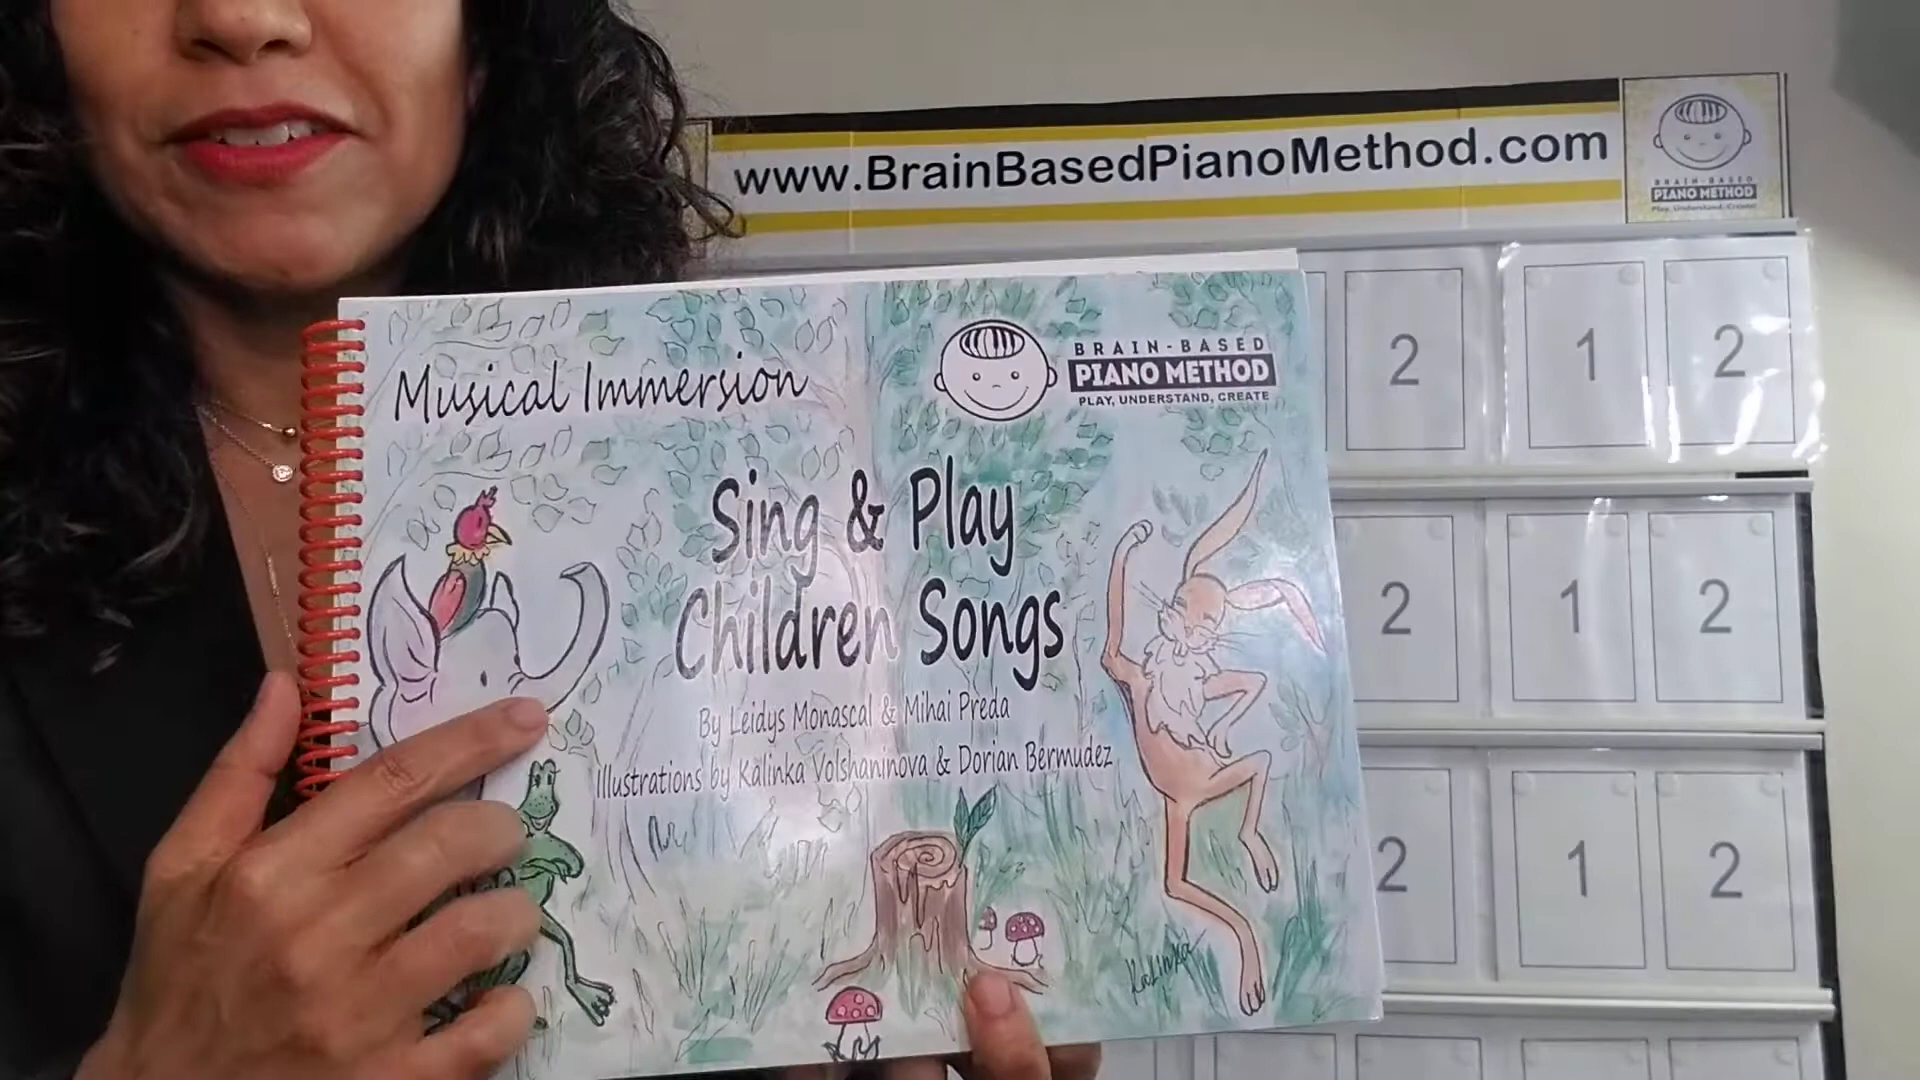 www.BrainBasedPianoMethod.com
BRAIN-BASED
PIANO METHOD
Play, Understand, Create
Musical Immersion
BRAIN-BASED
PIANO METHOD
PLAY, UNDERSTAND, CREATE
Sing & Play
Children Songs
By Leidys Monascal & Mihai Preda
Illustrations by Kalinka Volshaninova & Dorian Bermudez
Kalinka
2 1 2
2 1 2
2 1 2